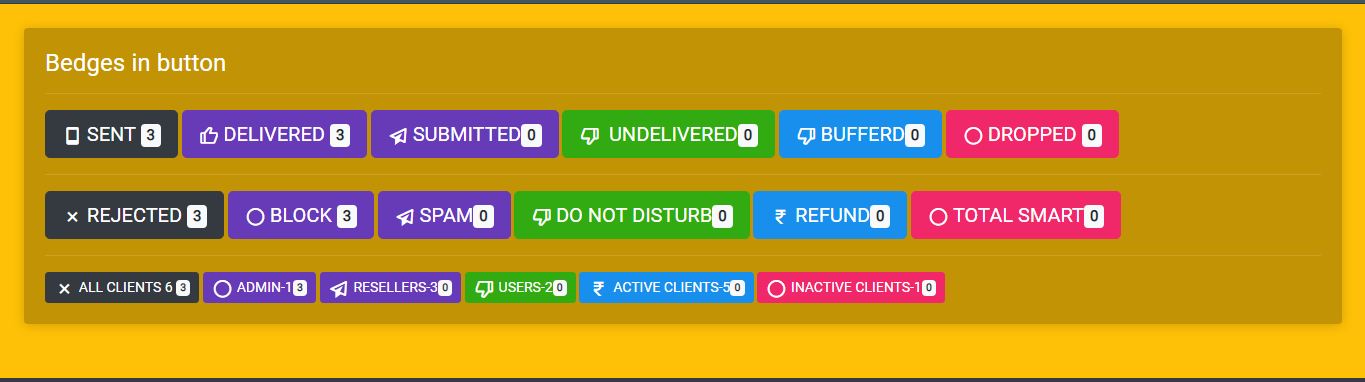 Bedges in button
SENT 3 DELIVERED 3 SUBMITTED 0 UNDELIVERED 0 BUFFERD 0 DROPPED 0
REJECTED 3 BLOCK 3 SPAM 0 DO NOT DISTURB 0 ₹ REFUND 0 TOTAL SMART 0
ALL CLIENTS 6 3 ADMIN-1 3 RESELLERS-3 0 USERS-2 0 ₹ ACTIVE CLIENTS-5 0 INACTIVE CLIENTS-1 0